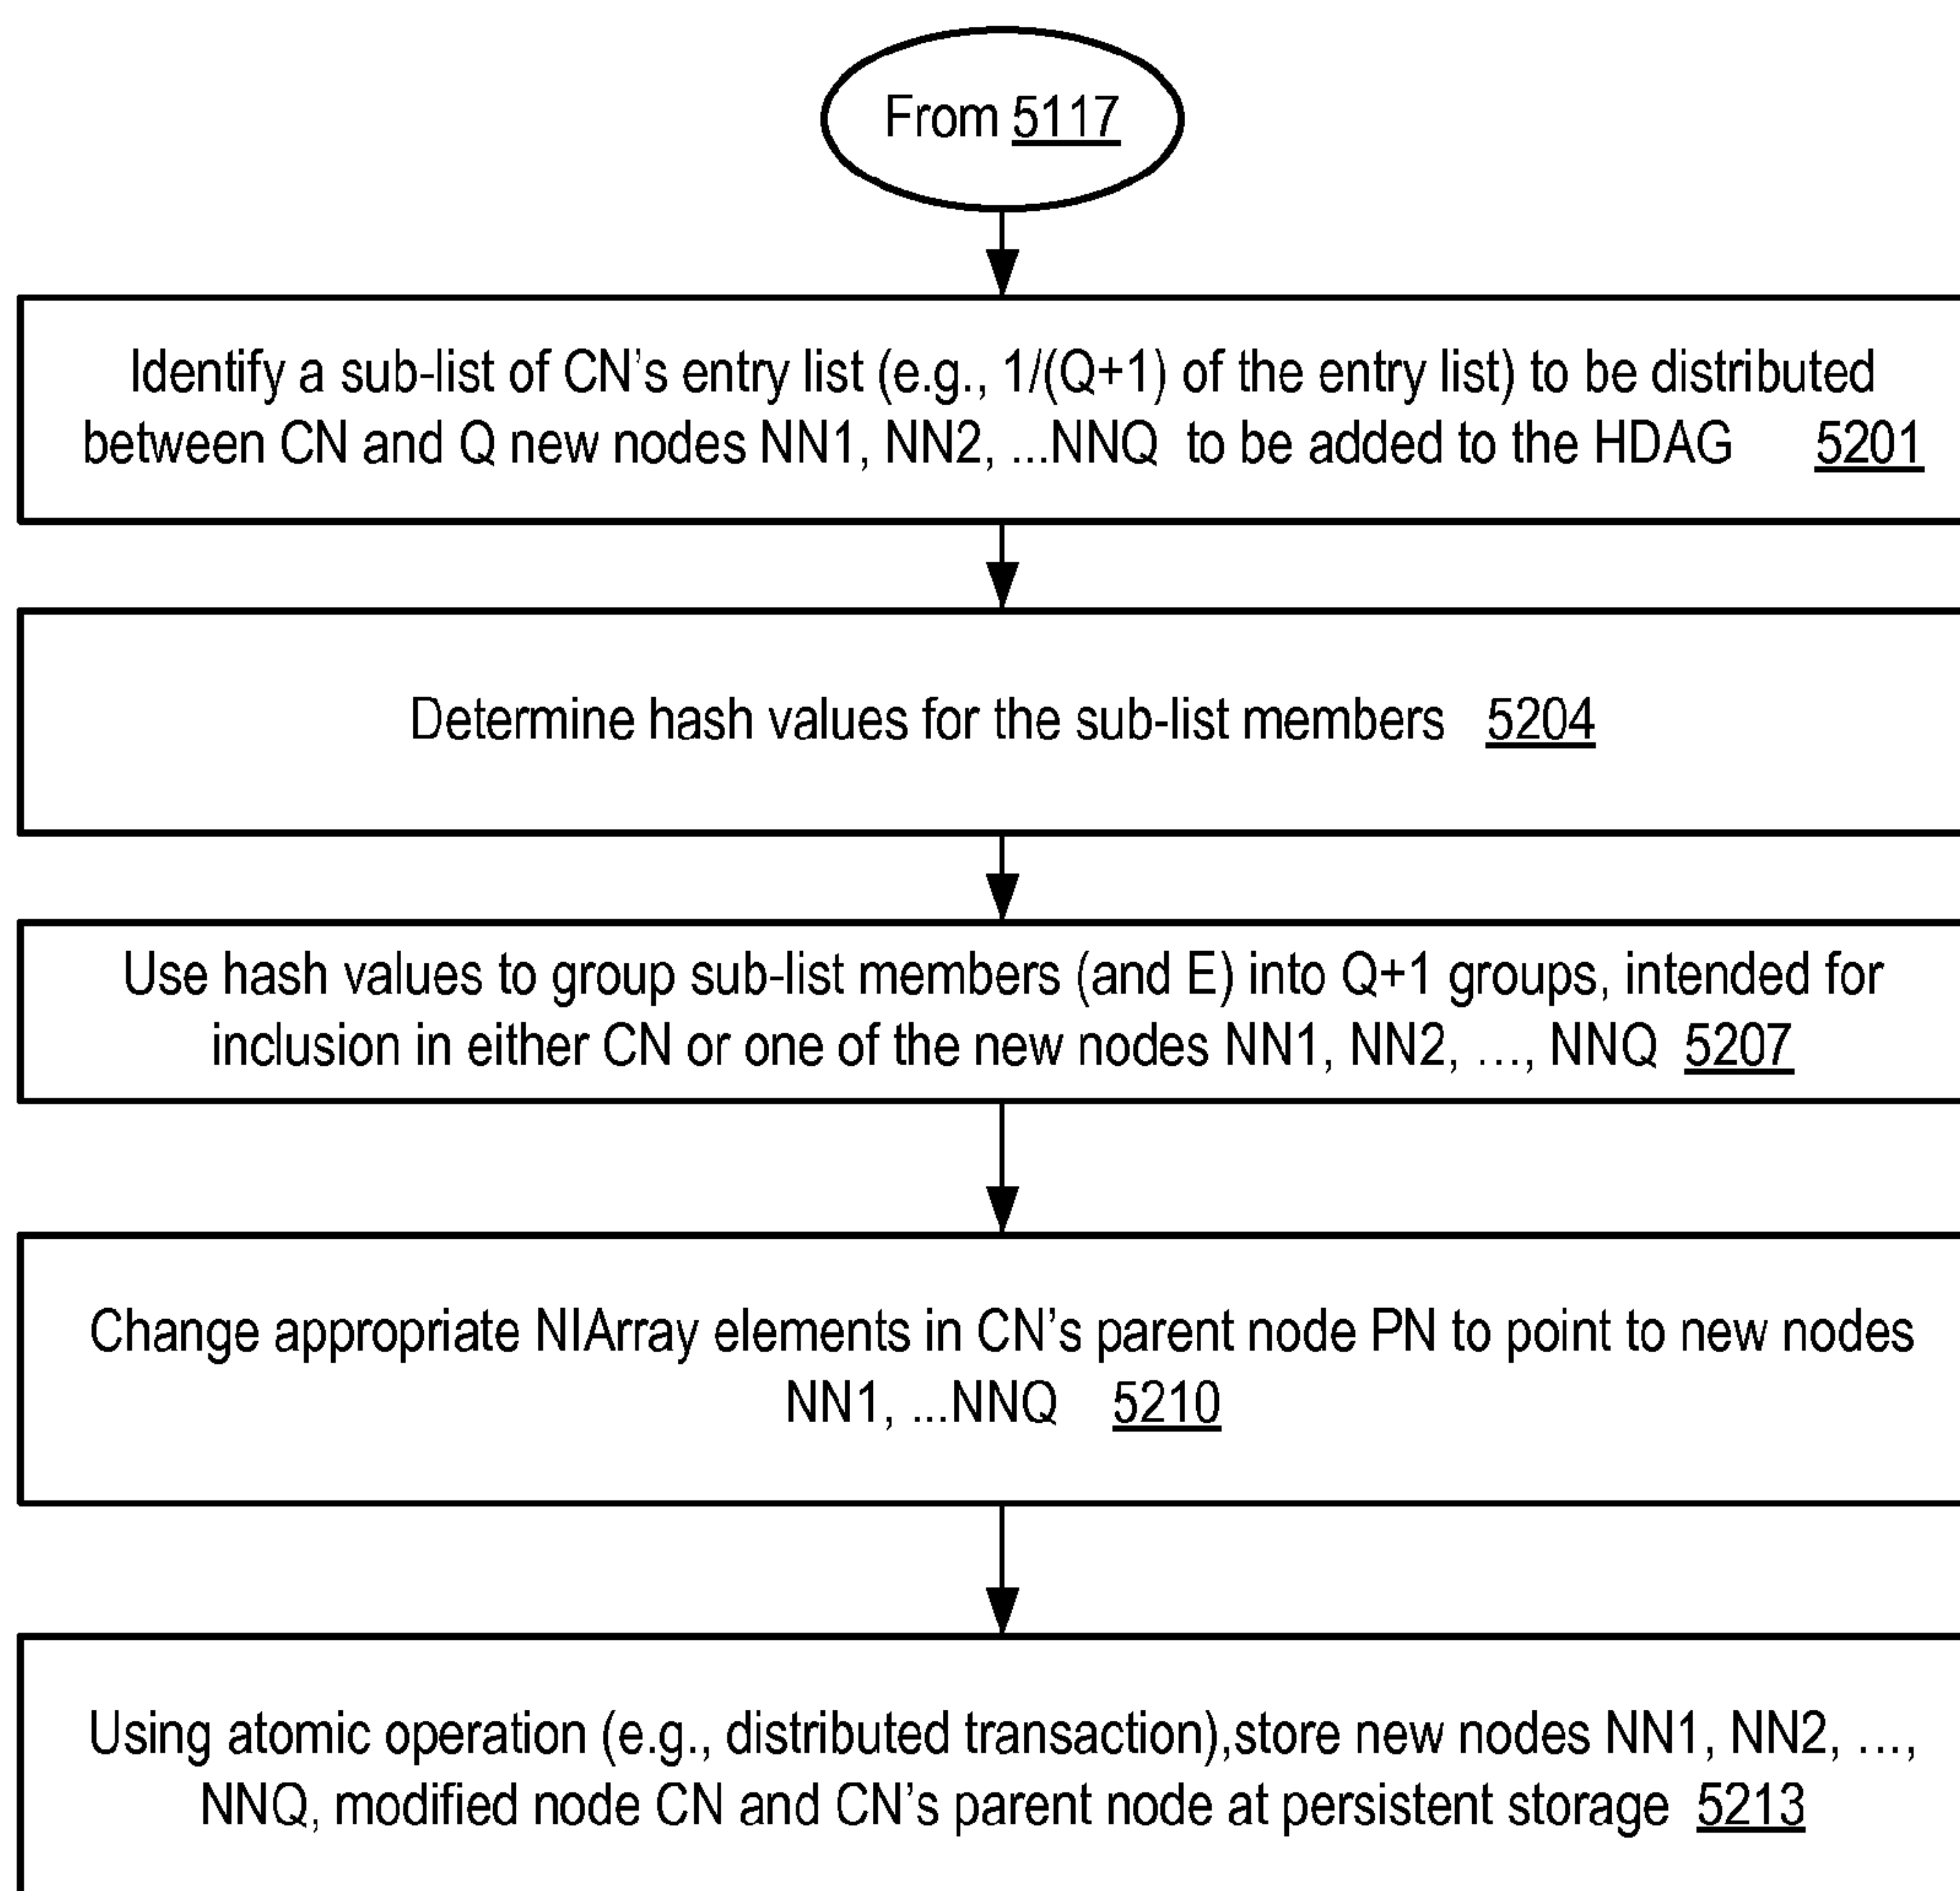 From 5117
Identify a sub-list of CN's entry list (e.g., 1/(Q+1) of the entry list) to be distributed
between CN and Q new nodes NN1, NN2, ...NNQ to be added to the HDAG 5201
Determine hash values for the sub-list members 5204
Use hash values to group sub-list members (and E) into Q+1 groups, intended for
inclusion in either CN or one of the new nodes NN1, NN2, …, NNQ 5207
Change appropriate NIArray elements in CN's parent node PN to point to new nodes
NN1, ...NNQ 5210
Using atomic operation (e.g., distributed transaction),store new nodes NN1, NN2, …,
NNQ, modified node CN and CN's parent node at persistent storage 5213